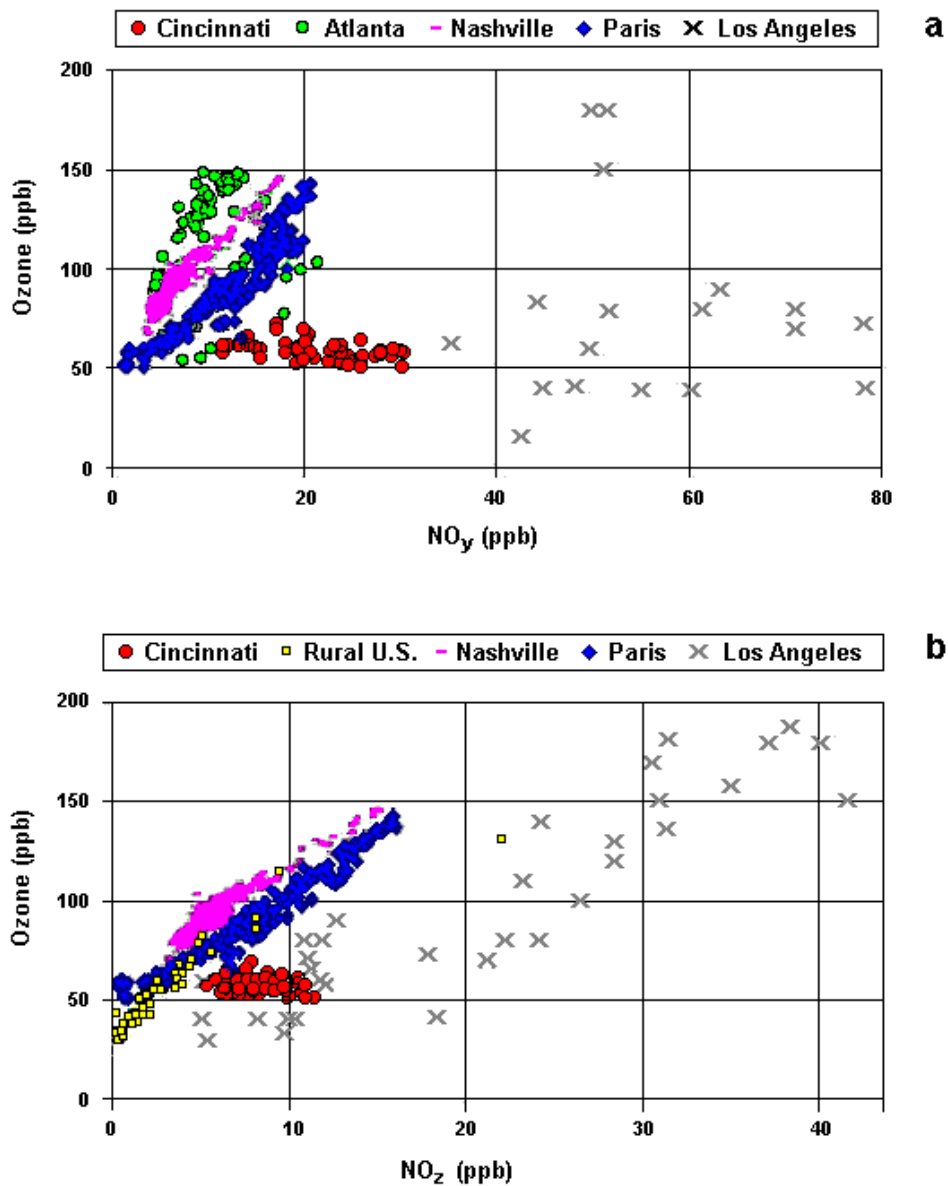 Cincinnati Atlanta Nashville Paris Los Angeles
a
200
150
100
50
0
Ozone (ppb)
0 20 40 60 80
NOy (ppb)
Cincinnati Rural U.S. Nashville Paris Los Angeles
b
200
150
100
50
0
Ozone (ppb)
0 10 20 30 40
NOz (ppb)